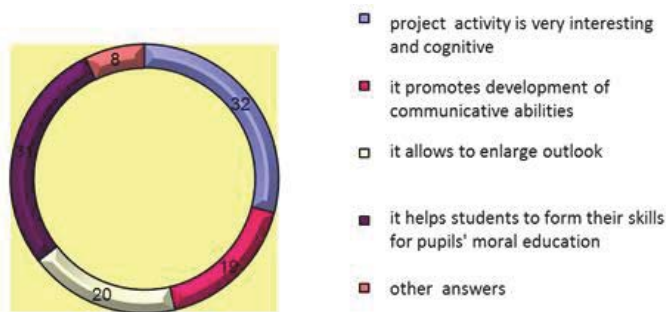 8
32
31
19
20
project activity is very interesting
and cognitive
it promotes development of
communicative abilities
it allows to enlarge outlook
it helps students to form their skills
for pupils' moral education
other answers